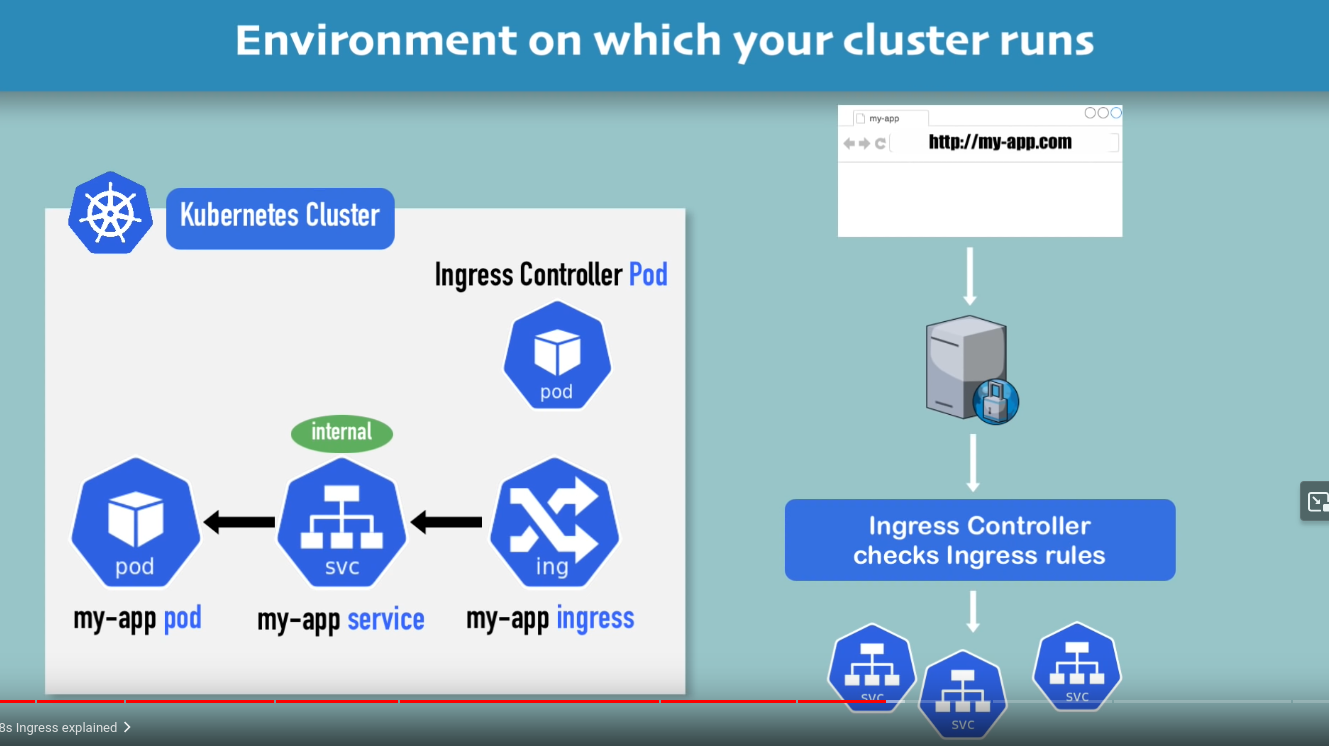 Environment on which your cluster runs
my-app
http://my-app.com
Kubernetes Cluster
Ingress Controller Pod
pod
internal
pod
svc
ing
my-app pod
my-app service
my-app ingress
Ingress Controller
checks Ingress rules
svc
svc
svc
8s Ingress explained